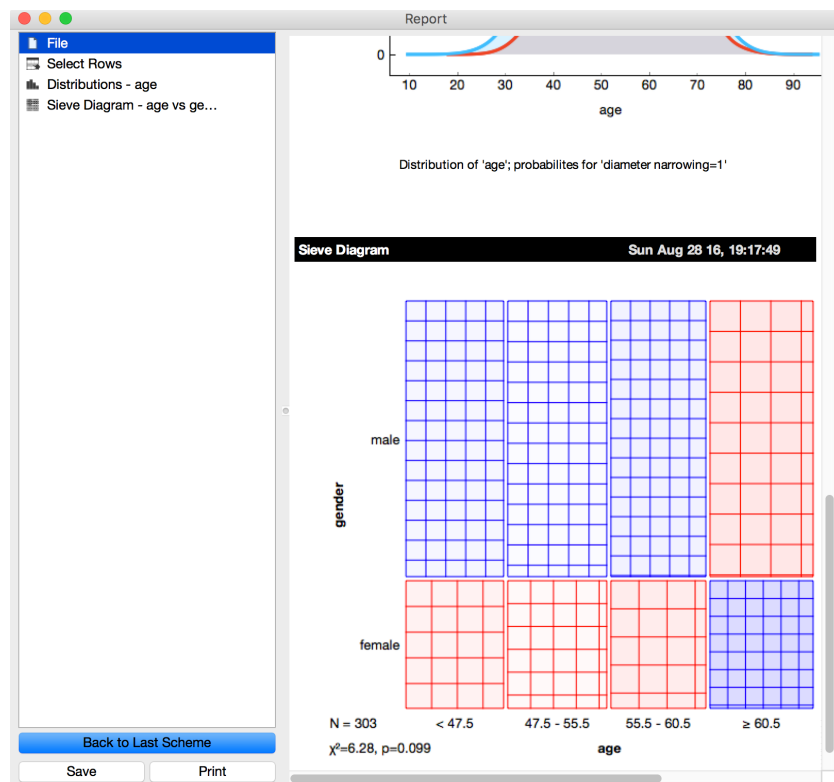 Report
File
Select Rows
Distributions - age
Sieve Diagram - age vs ge...
Back to Last Scheme
Save
Print
0
10 20 30 40 50 60 70 80 90
age
Distribution of 'age'; probabilites for 'diameter narrowing=1'
Sieve Diagram Sun Aug 28 16, 19:17:49
male
gender
female
N = 303 < 47.5 47.5 - 55.5 55.5 - 60.5 ≥ 60.5
χ²=6.28, p=0.099 age